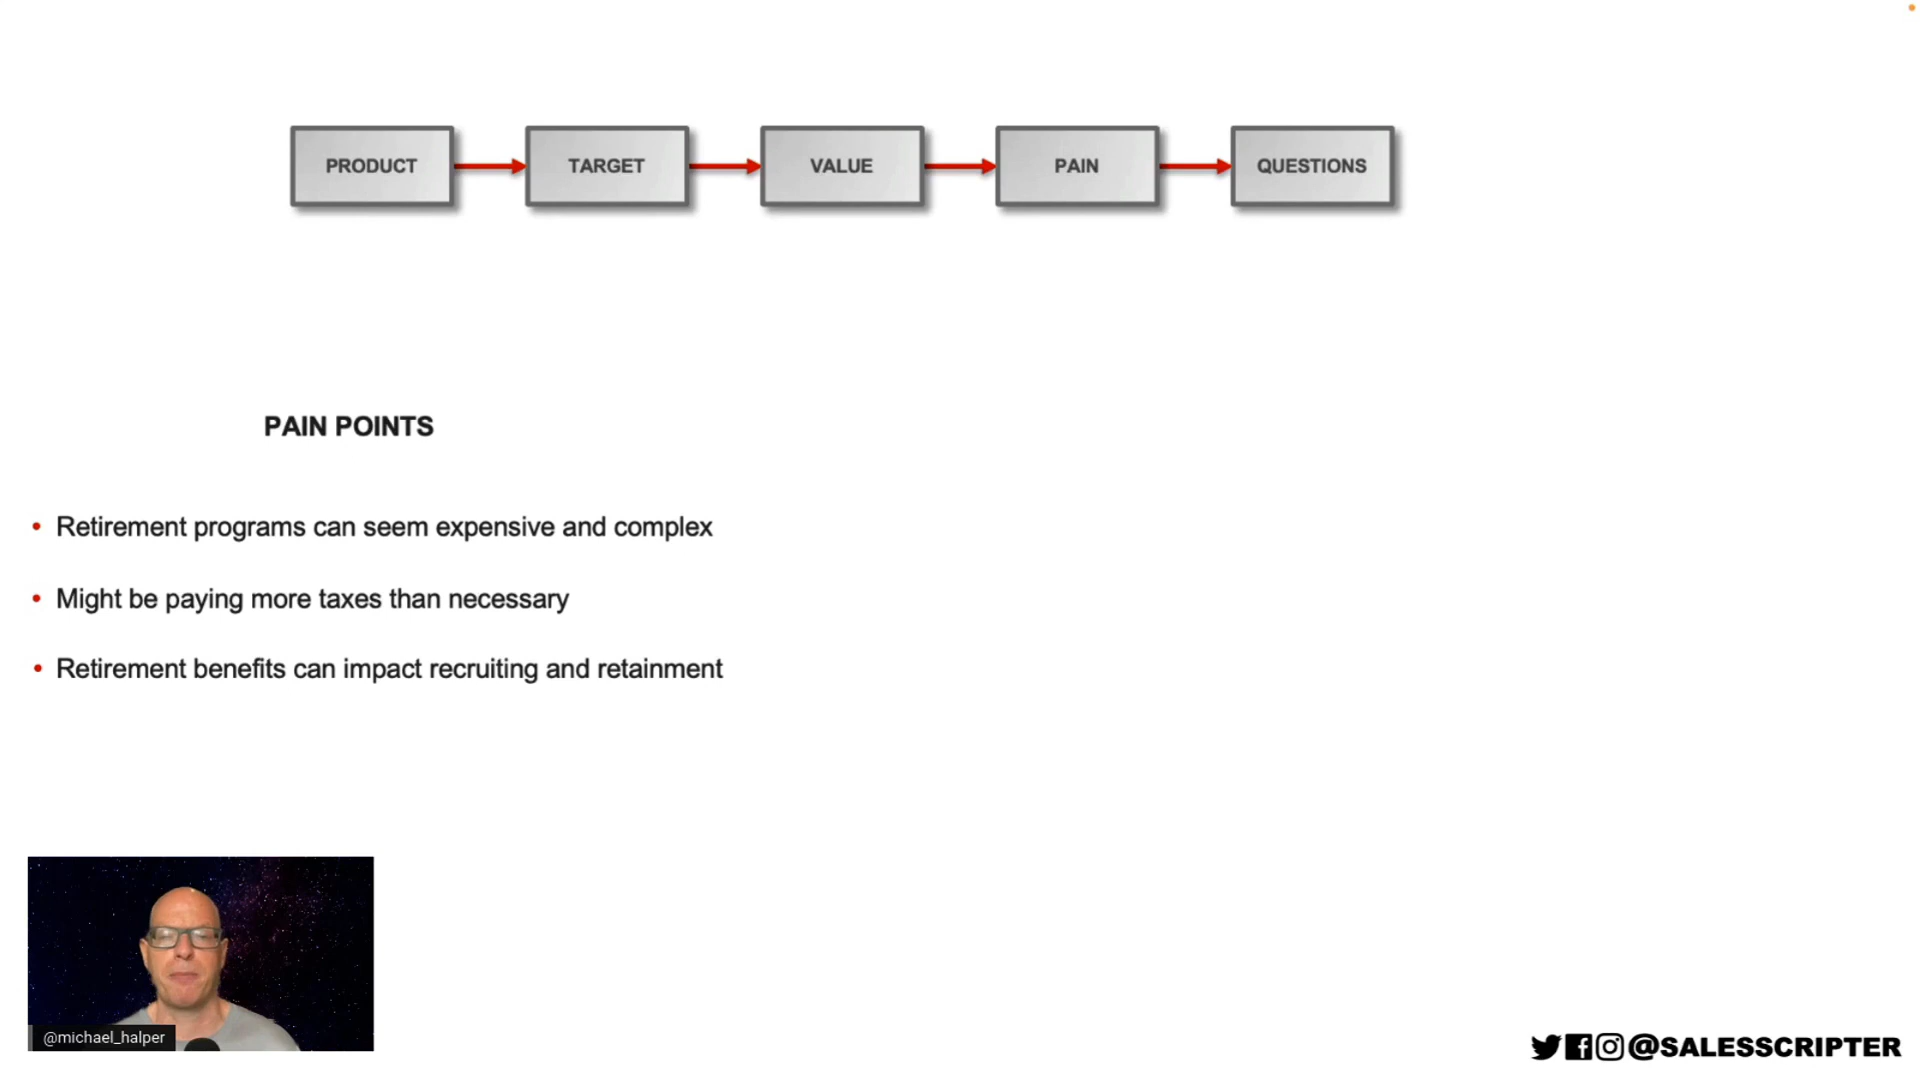 PRODUCT
TARGET
VALUE
PAIN
QUESTIONS
PAIN POINTS
• Retirement programs can seem expensive and complex
• Might be paying more taxes than necessary
• Retirement benefits can impact recruiting and retainment
@michael_halper
@SALESSCRIPTER